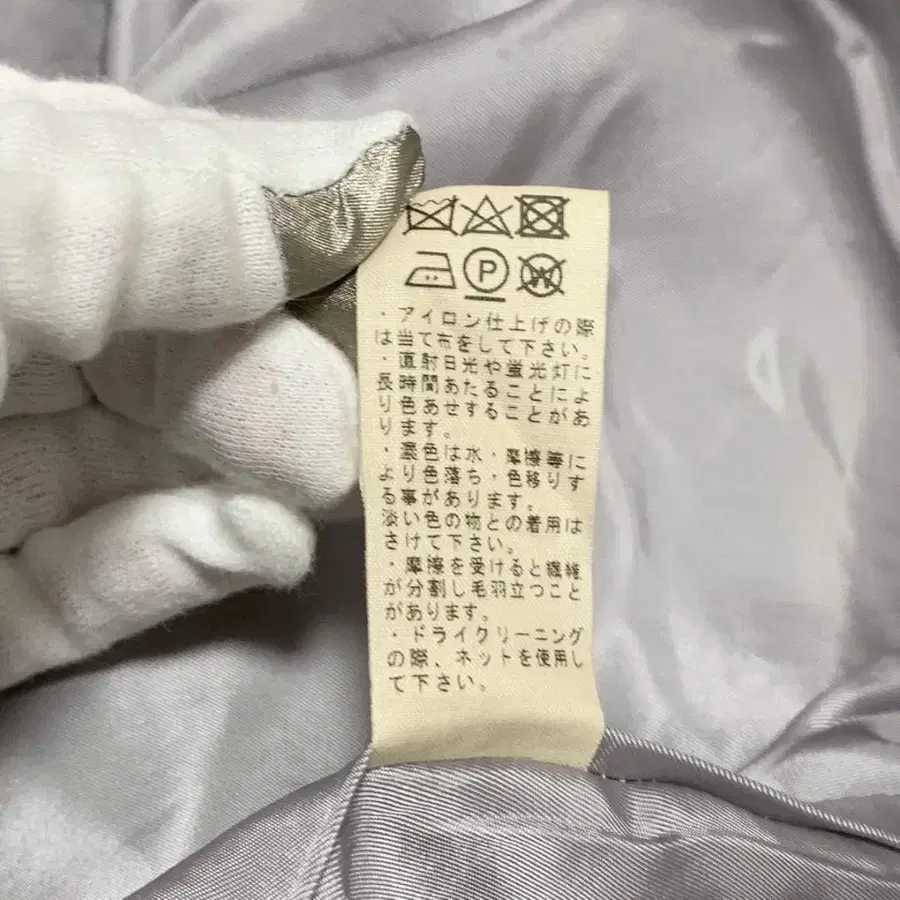 P W
・アイロン仕上げの際
は当て布をして下さい。
・直射日光や蛍光灯に
長時間あたることによ
り色あせすることがあ
ります。
・濃色は水・摩擦等に
より色落ち・色移りす
る事があります。
淡い色の物との着用は
さけて下さい。
・摩擦を受けると繊維
が分割し毛羽立つこと
があります。
・ドライクリーニング
の際、ネットを使用し
て下さい。